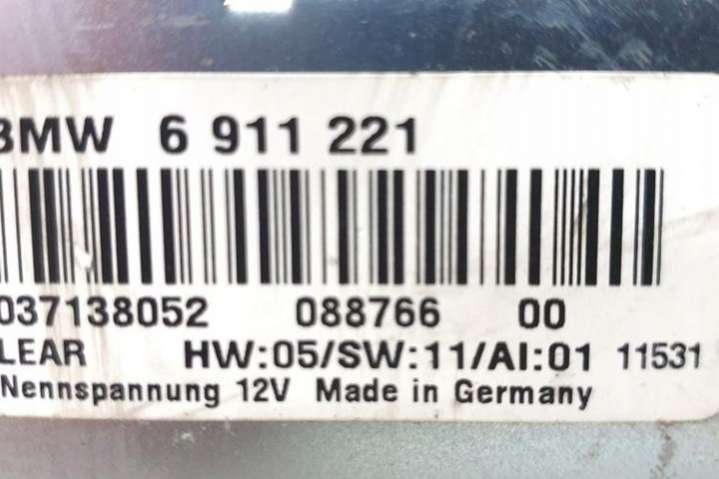 BMW 6 911 221
037138052 088766 00
LEAR HW:05/SW:11/AI:01 11531
Nennspannung 12V Made in Germany